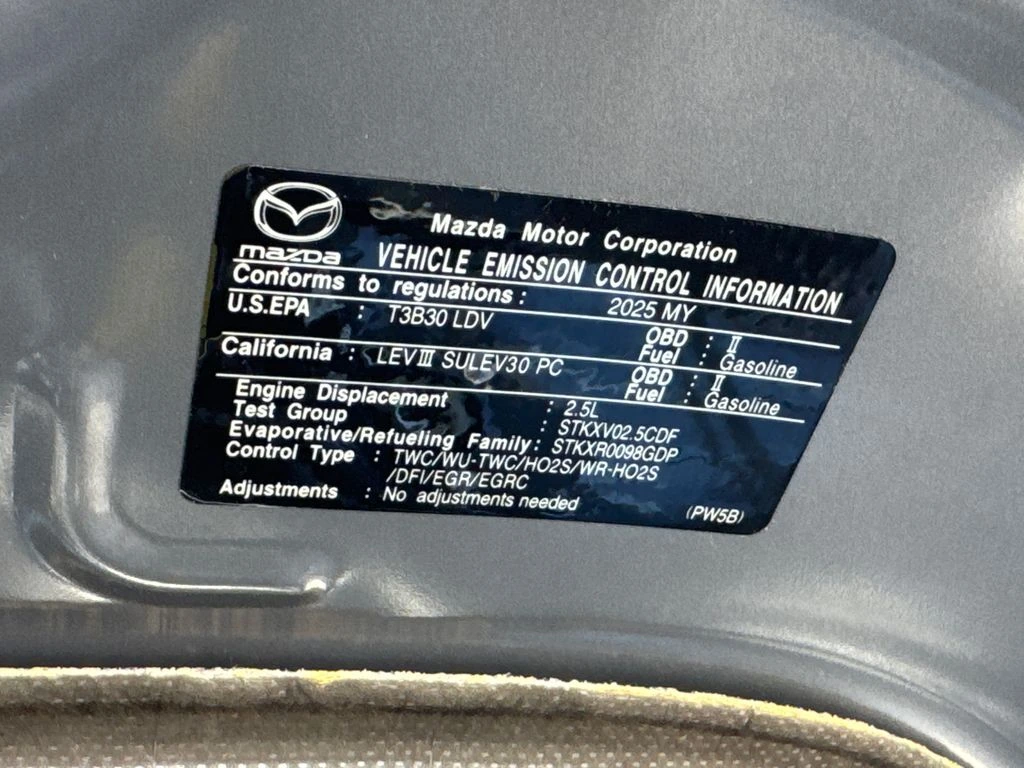 mazda
Mazda Motor Corporation
VEHICLE EMISSION CONTROL INFORMATION
Conforms to regulations : 2025 MY
U.S.EPA : T3B30 LDV OBD : II
Fuel : Gasoline
California : LEV III SULEV30 PC OBD : II
Fuel : Gasoline
Engine Displacement : 2.5L
Test Group : STKXV02.5CDF
Evaporative/Refueling Family : STKXR0098GDP
Control Type : TWC/WU-TWC/HO2S/WR-HO2S
/DFI/EGR/EGRC
Adjustments : No adjustments needed
(PW5B)